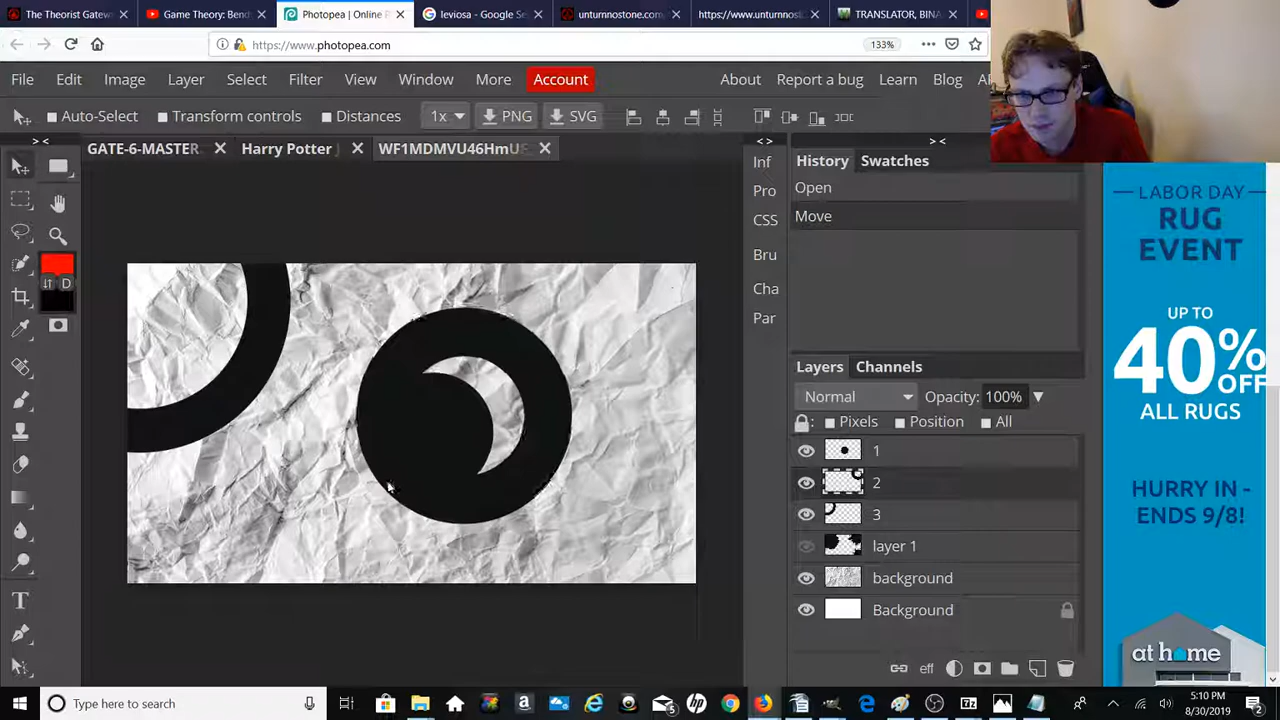 The Theorist Gatew
Game Theory: Bend
Photopea | Online
leviosa - Google Se
unturnnostone.com
https://www.unturnnost
TRANSLATOR, BINA
https://www.photopea.com
133%
File Edit Image Layer Select Filter View Window More Account About Report a bug Learn Blog
Auto-Select Transform controls Distances 1x PNG SVG
GATE-6-MASTER. Harry Potter WF1MDMVU46HmU
Inf
Pro
CSS
Bru
Cha
Par
History Swatches
Open
Move
Layers Channels
Normal Opacity: 100%
Pixels Position All
1
2
3
layer 1
background
Background
eff
D
T
LABOR DAY
RUG
EVENT
UP TO
40% OFF
ALL RUGS
HURRY IN -
ENDS 9/8!
at home
Type here to search
5:10 PM
8/30/2019